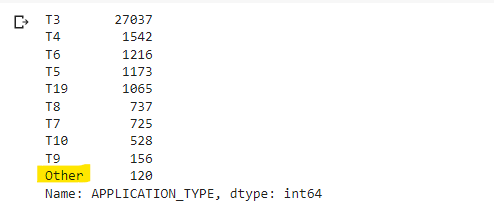 T3 27037
T4 1542
T6 1216
T5 1173
T19 1065
T8 737
T7 725
T10 528
T9 156
Other 120
Name: APPLICATION_TYPE, dtype: int64